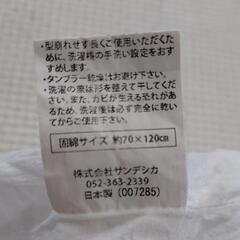 ・型崩れせず長くご使用いただくた
めに、洗濯機の手洗い設定をおす
すめします。
・タンブラー乾燥はお避け下さい。
・洗濯の際は形を整えて干してくだ
さい。また、カビが生える恐れがあ
るため、洗濯後は必ず完全に乾い
てからご使用ください。
固綿サイズ 約70×120cm
株式会社サンデシカ
052-363-2339
日本製(007285)